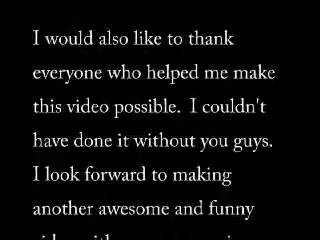 I would also like to thank
everyone who helped me make
this video possible.  I couldn't
have done it without you guys.
I look forward to making
another awesome and funny